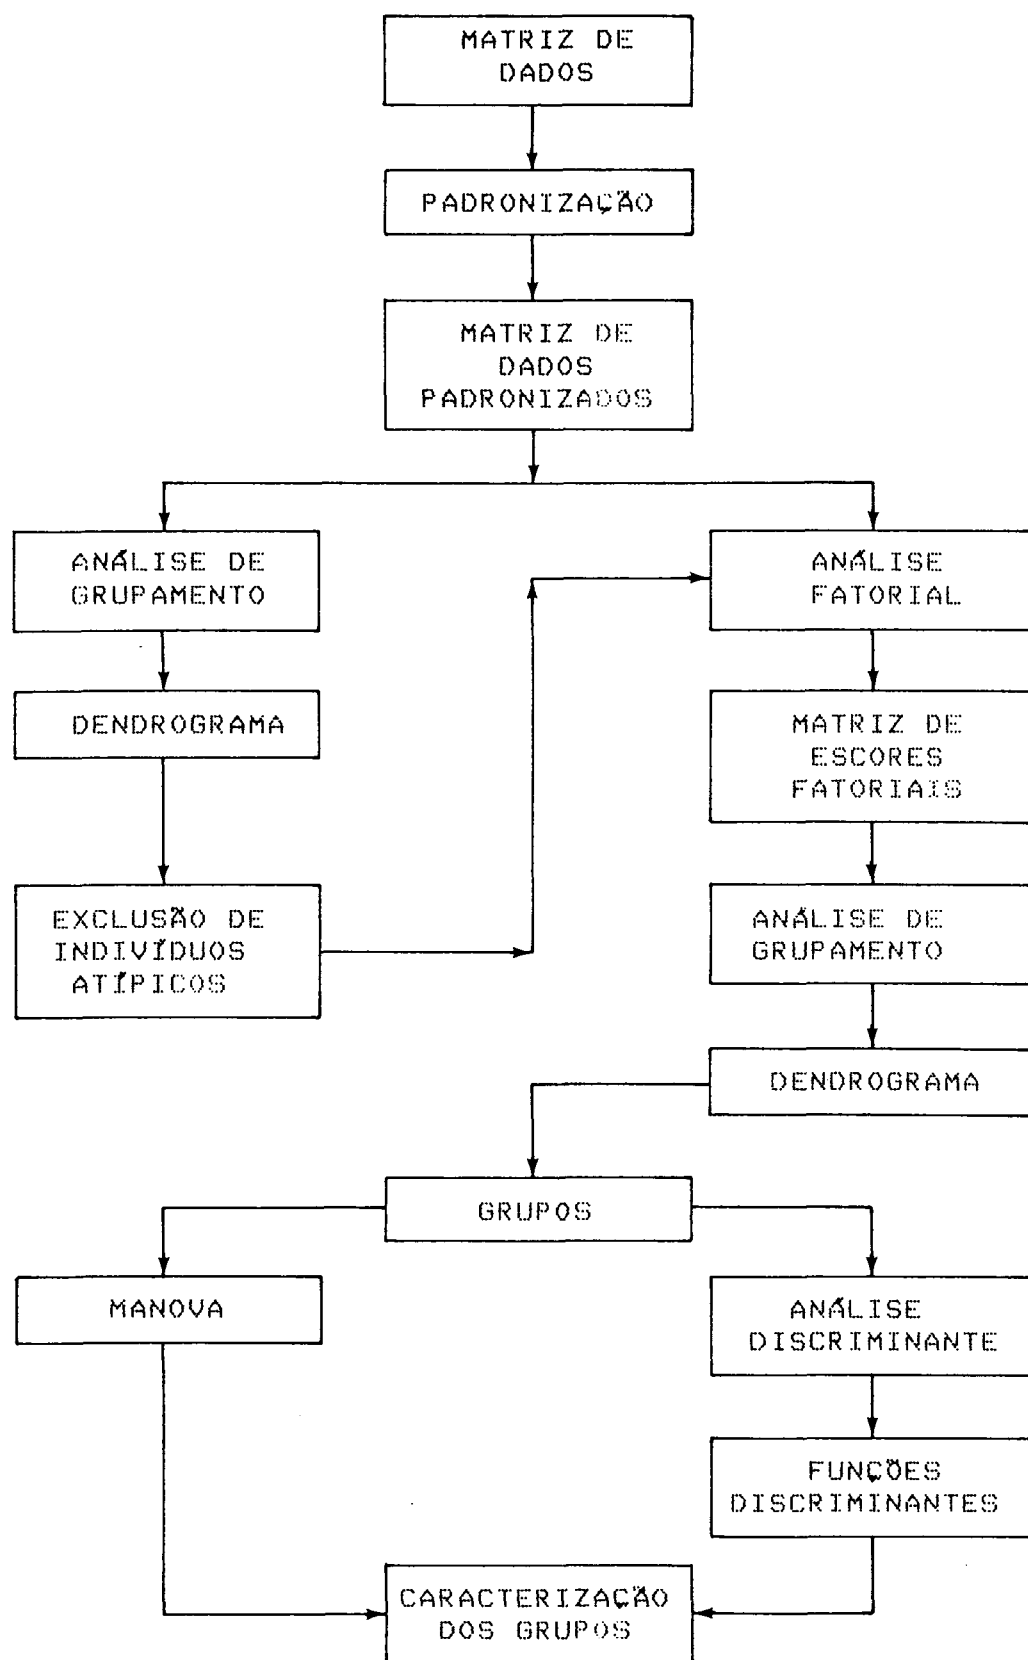 MATRIZ DE
DADOS
PADRONIZAÇÃO
MATRIZ DE
DADOS
PADRONIZADOS
ANÁLISE DE
GRUPAMENTO
ANÁLISE
FATORIAL
DENDROGRAMA
MATRIZ DE
ESCORES
FATORIAIS
EXCLUSÃO DE
INDIVÍDUOS
ATÍPICOS
ANÁLISE DE
GRUPAMENTO
DENDROGRAMA
GRUPOS
MANOVA
ANÁLISE
DISCRIMINANTE
FUNÇÕES
DISCRIMINANTES
CARACTERIZAÇÃO
DOS GRUPOS